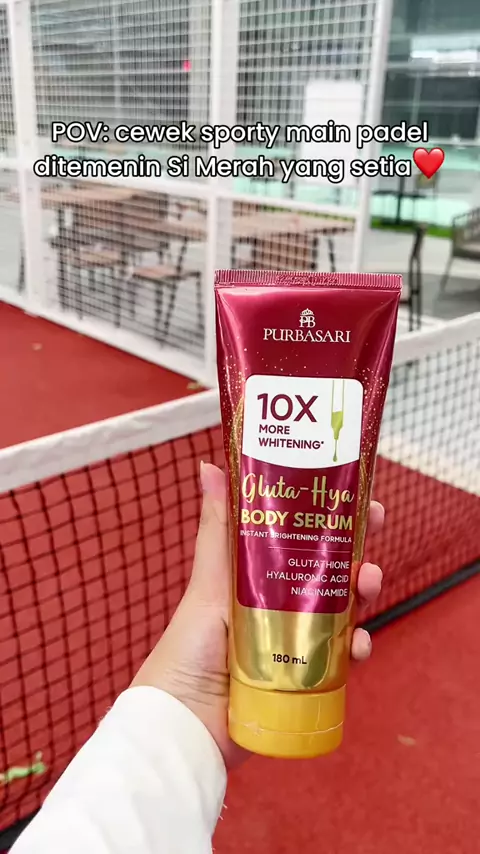 POV: cewek sporty main padel
ditemenin Si Merah yang setia❤️
PB
PURBASARI
10X
MORE
WHITENING*
Gluta-Hya
BODY SERUM
INSTANT BRIGHTENING FORMULA
GLUTATHIONE
HYALURONIC ACID
NIACINAMIDE
180 mL